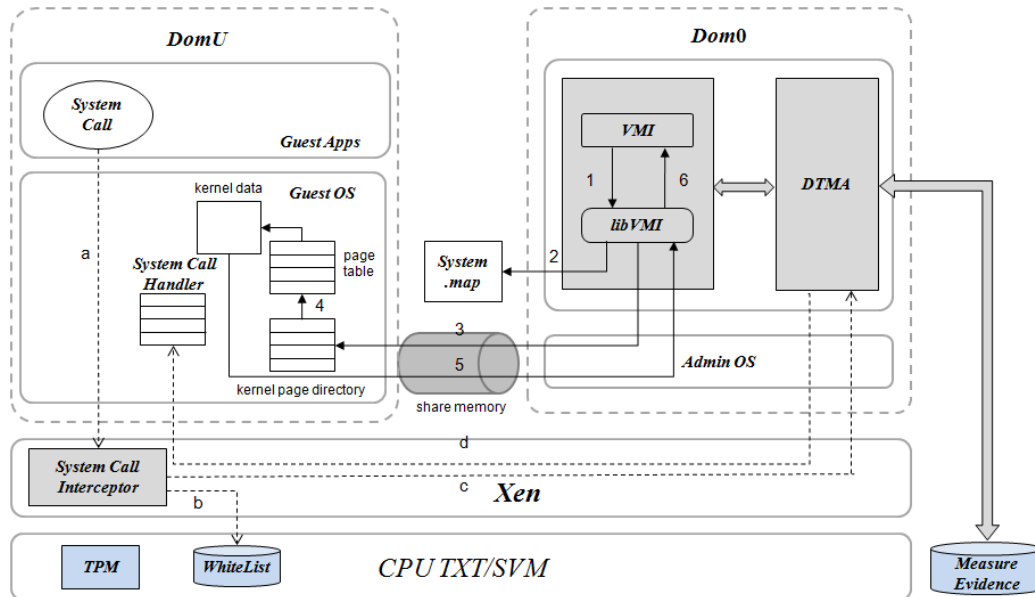 DomU
Dom0
System
Call
Guest Apps
VMI
1
6
libVMI
DTMA
kernel data
Guest OS
page
table
a
System Call
Handler
4
System
.map
2
3
5
kernel page directory
share memory
Admin OS
d
System Call
Interceptor
c
b
Xen
TPM
WhiteList
CPU TXT/SVM
Measure
Evidence